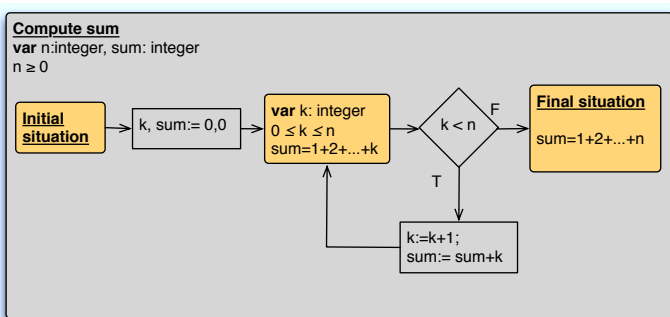 Compute sum
var n:integer, sum: integer
n ≥ 0
Initial
situation
k, sum:= 0,0
var k: integer
0 ≤ k ≤ n
sum=1+2+...+k
k < n
F
Final situation
sum=1+2+...+n
T
k:=k+1;
sum:= sum+k